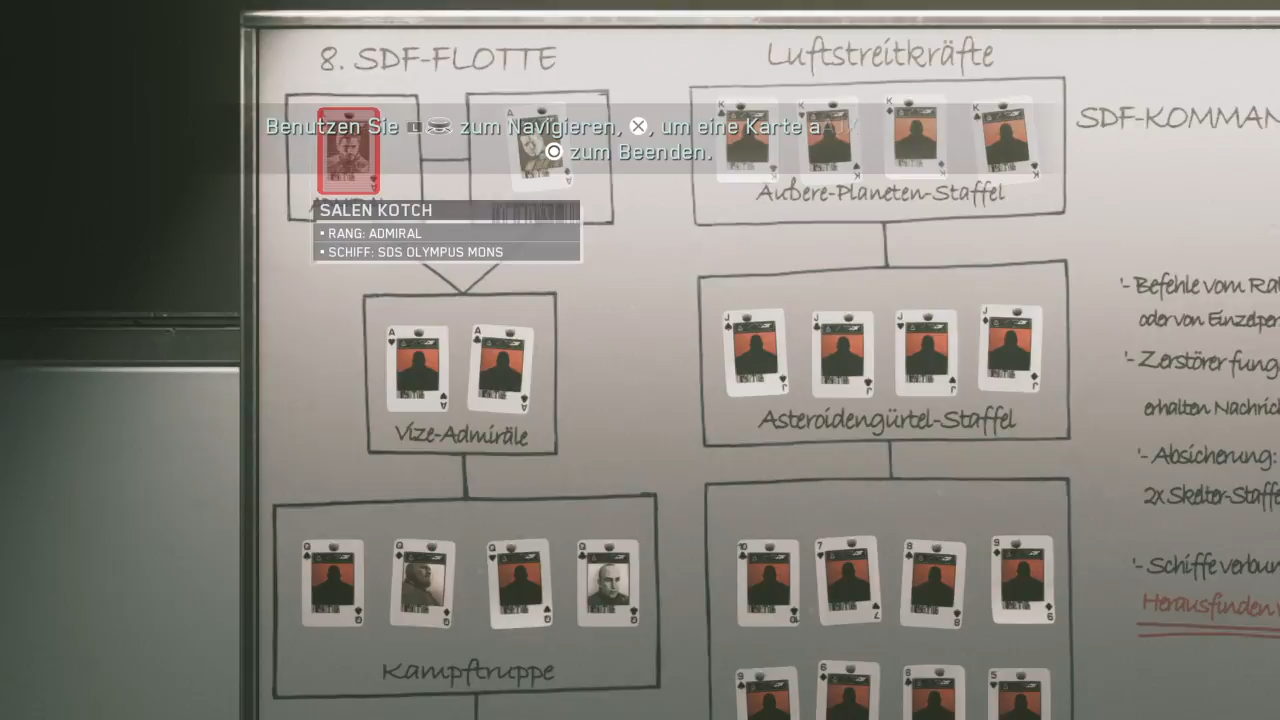 8. SDF-FLOTTE
Luftstreitkräfte
SDF-KOMMAN
Benutzen Sie L zum Navigieren, X, um eine Karte a
zum Beenden.
Äußere-Planeten-Staffel
SALEN KOTCH
• RANG: ADMIRAL
• SCHIFF: SDS OLYMPUS MONS
'- Befehle vom Ra
oder von Einzelper
'- Zerstörer fung
erhalten Nachric
Asteroidengürtel-Staffel
Vize-Admiräle
'- Absicherung:
2x Skelter-Staffe
'- Schiffe verbun
Herausfinden
Kampftruppe